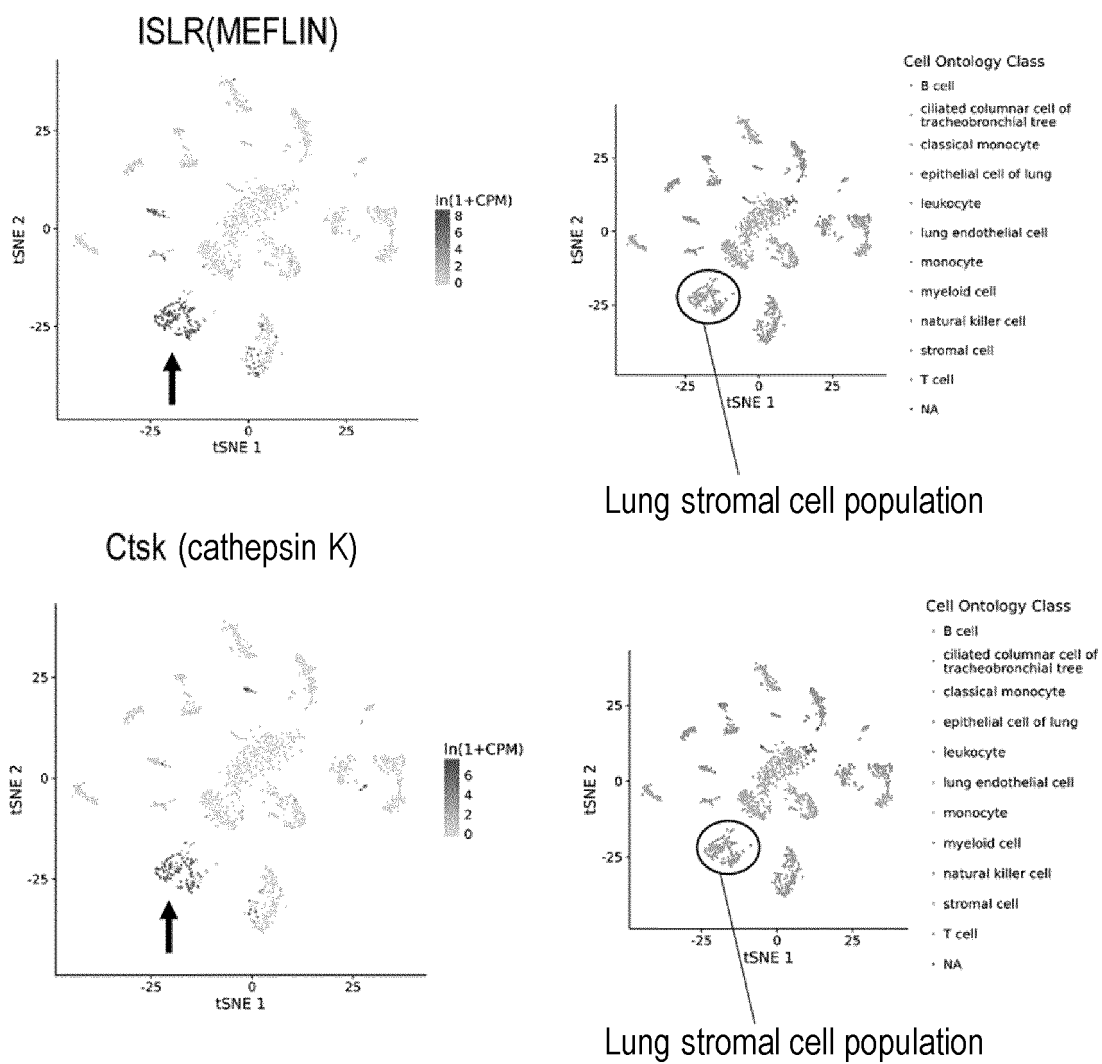 ISLR(MEFLIN)
25
0
-25
tSNE 2
-25
0
25
tSNE 1
ln(1+CPM)
8
6
4
2
0
25
0
-25
tSNE 2
-25
0
25
tSNE 1
Cell Ontology Class
B cell
ciliated columnar cell of
tracheobronchial tree
classical monocyte
epithelial cell of lung
leukocyte
lung endothelial cell
monocyte
myeloid cell
natural killer cell
stromal cell
T cell
NA
Lung stromal cell population
Ctsk (cathepsin K)
25
0
-25
tSNE 2
-25
0
25
tSNE 1
ln(1+CPM)
6
4
2
0
25
0
-25
tSNE 2
-25
0
25
tSNE 1
Cell Ontology Class
B cell
ciliated columnar cell of
tracheobronchial tree
classical monocyte
epithelial cell of lung
leukocyte
lung endothelial cell
monocyte
myeloid cell
natural killer cell
stromal cell
T cell
NA
Lung stromal cell population